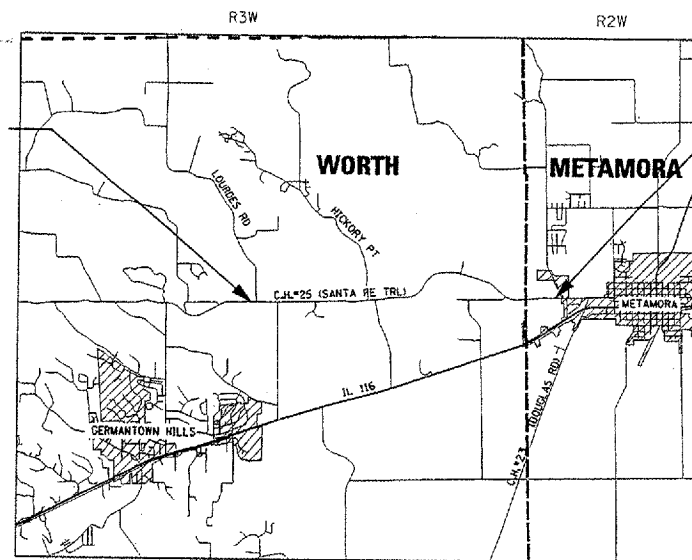 R3W
R2W
WORTH
METAMORA
LOURDES RD
HICKORY PT
C.H.#25 (SANTA FE TRL)
METAMORA
IL 116
GERMANTOWN HILLS
C.H.#23 (DOUGLAS RD)